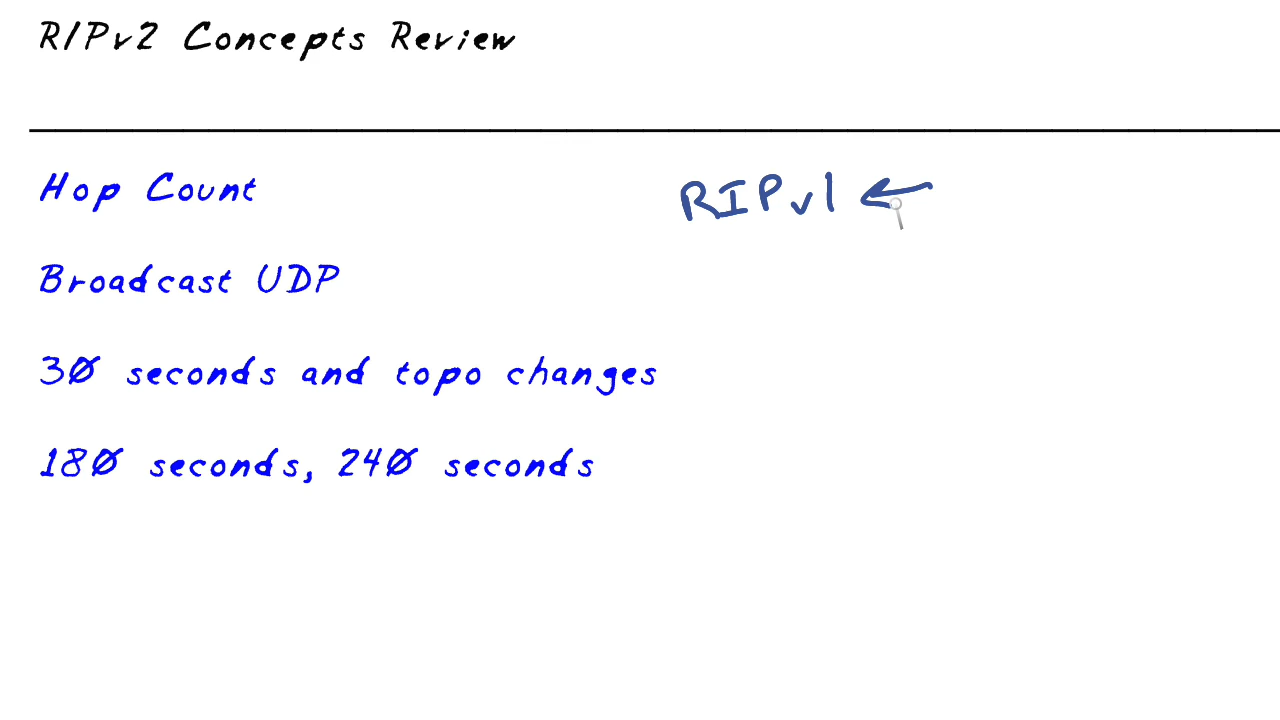 RIPv2 Concepts Review
Hop Count
RIPv1
Broadcast UDP
30 seconds and topo changes
180 seconds, 240 seconds